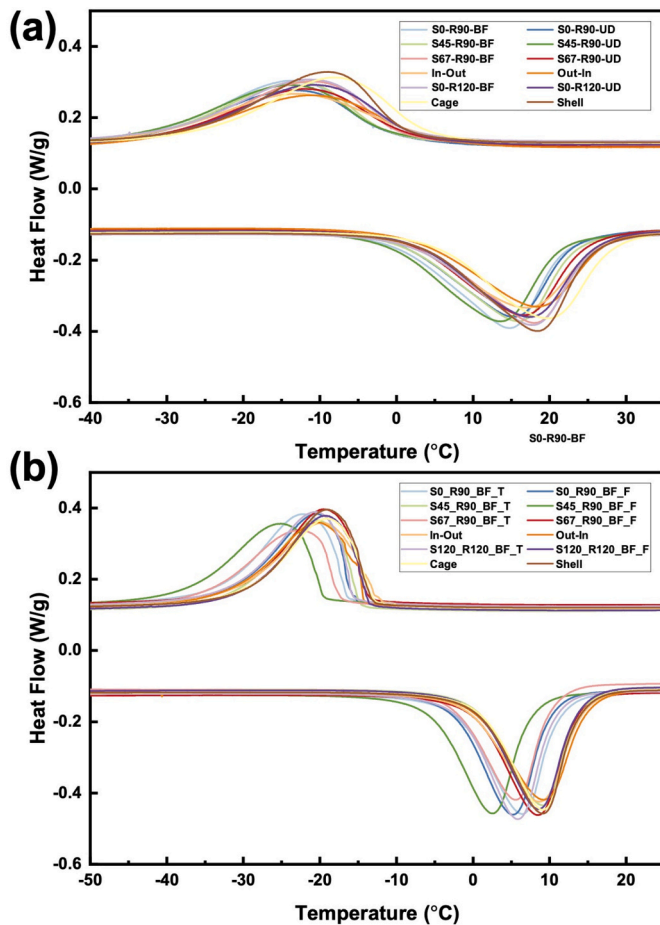 (a)
S0-R90-BF S0-R90-UD
S45-R90-BF S45-R90-UD
S67-R90-BF S67-R90-UD
In-Out Out-In
S0-R120-BF S0-R120-UD
Cage Shell
0.4
0.2
0.0
-0.2
-0.4
-0.6
Heat Flow (W/g)
-40 -30 -20 -10 0 10 20 30
Temperature (°C)
S0-R90-BF
(b)
S0_R90_BF_T S0_R90_BF_F
S45_R90_BF_T S45_R90_BF_F
S67_R90_BF_T S67_R90_BF_F
In-Out Out-In
S120_R120_BF_T S120_R120_BF_F
Cage Shell
0.4
0.2
0.0
-0.2
-0.4
-0.6
Heat Flow (W/g)
-50 -40 -30 -20 -10 0 10 20
Temperature (°C)